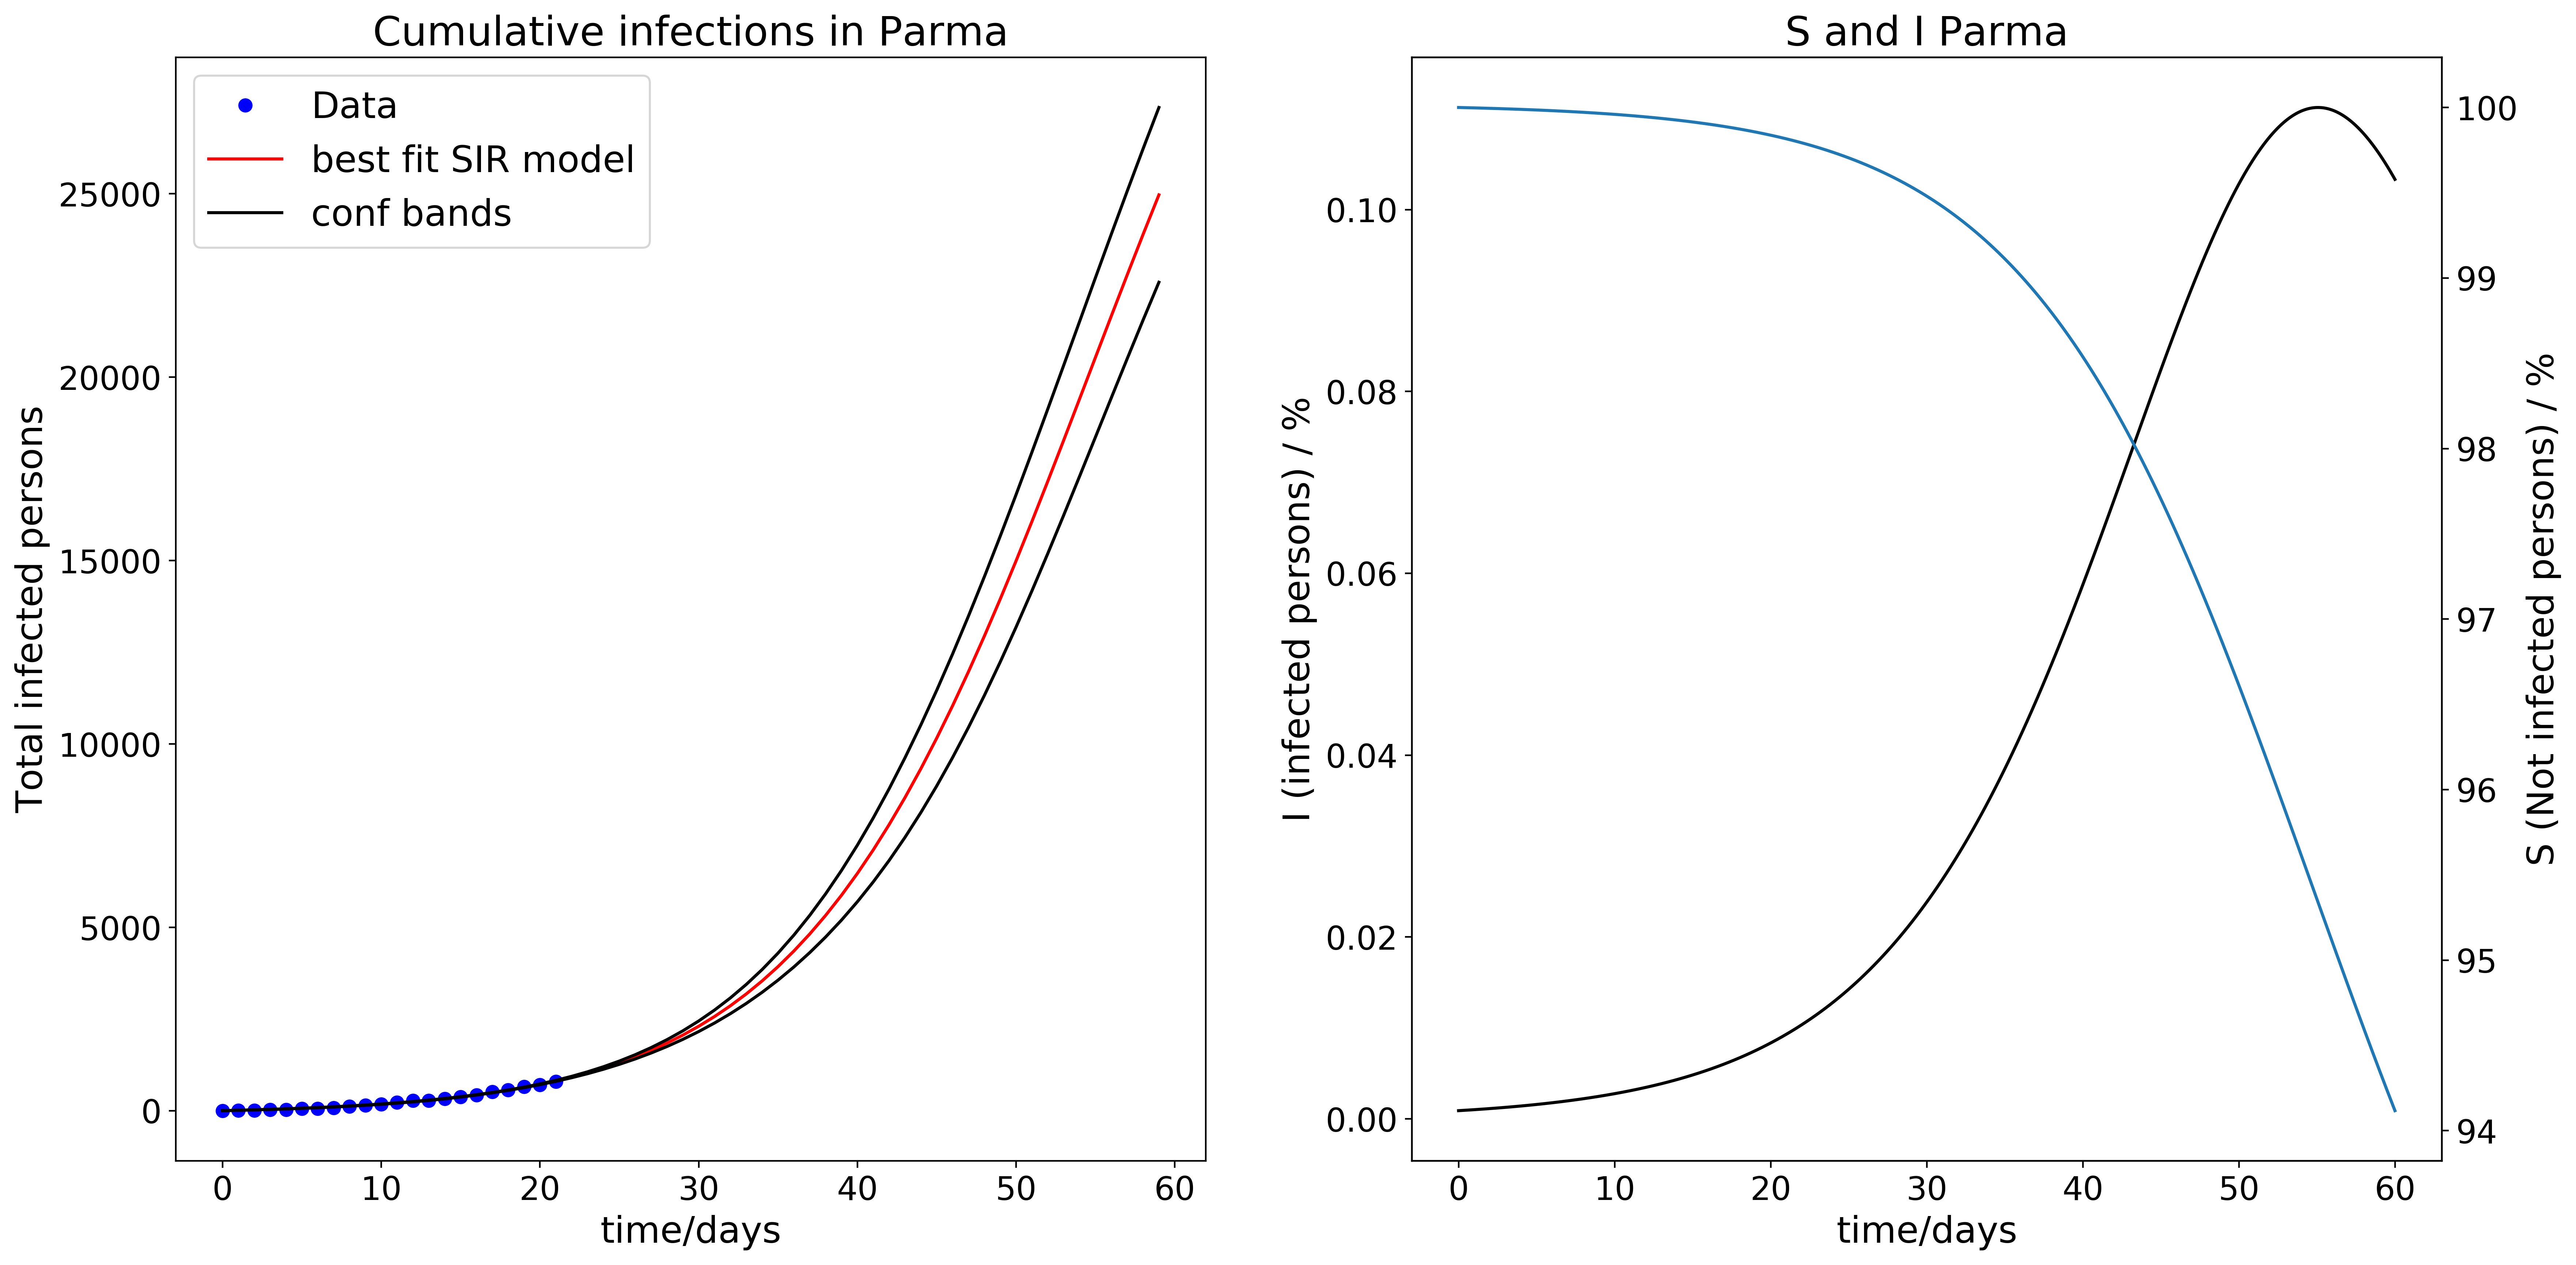 Cumulative infections in Parma
Data
best fit SIR model
conf bands
Total infected persons
25000
20000
15000
10000
5000
0
0 10 20 30 40 50 60
time/days
S and I Parma
I (infected persons) / %
0.10
0.08
0.06
0.04
0.02
0.00
100
99
98
97
96
95
94
S (Not infected persons) / %
0 10 20 30 40 50 60
time/days